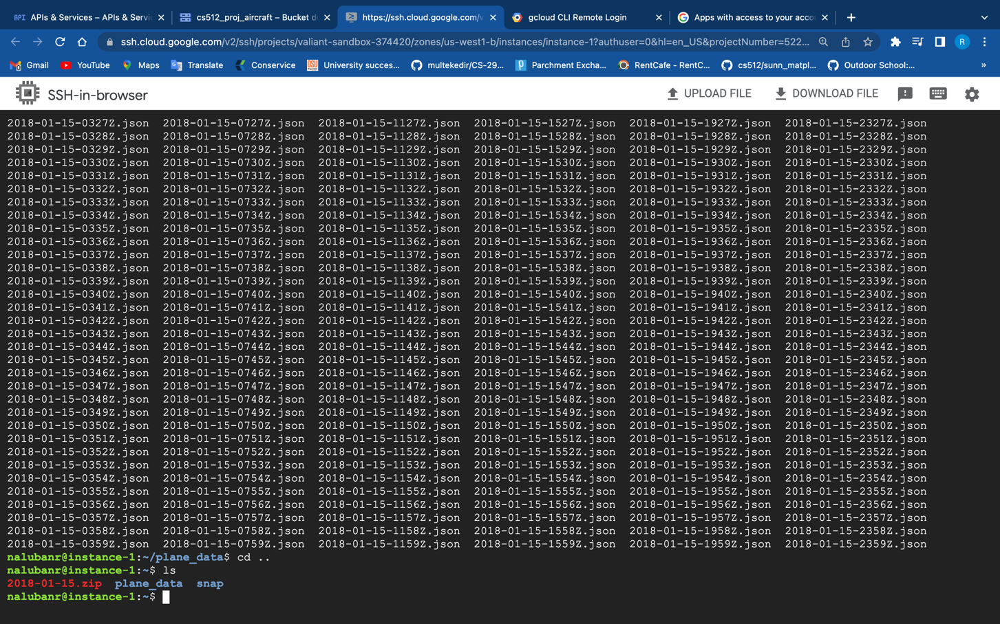 API APIs & Services – APIs & Servi
cs512_proj_aircraft – Bucket d
https://ssh.cloud.google.com/v
gcloud CLI Remote Login
Apps with access to your acco
ssh.cloud.google.com/v2/ssh/projects/valiant-sandbox-374420/zones/us-west1-b/instances/instance-1?authuser=0&hl=en_US&projectNumber=522...
R
Gmail YouTube Maps Translate Conservice OSU University succes... multekedir/CS-29... Parchment Excha... RentCafe - RentC... cs512/sunn_matpl... Outdoor School:... »
SSH-in-browser UPLOAD FILE DOWNLOAD FILE
2018-01-15-0327Z.json 2018-01-15-0727Z.json 2018-01-15-1127Z.json 2018-01-15-1527Z.json 2018-01-15-1927Z.json 2018-01-15-2327Z.json
2018-01-15-0328Z.json 2018-01-15-0728Z.json 2018-01-15-1128Z.json 2018-01-15-1528Z.json 2018-01-15-1928Z.json 2018-01-15-2328Z.json
2018-01-15-0329Z.json 2018-01-15-0729Z.json 2018-01-15-1129Z.json 2018-01-15-1529Z.json 2018-01-15-1929Z.json 2018-01-15-2329Z.json
2018-01-15-0330Z.json 2018-01-15-0730Z.json 2018-01-15-1130Z.json 2018-01-15-1530Z.json 2018-01-15-1930Z.json 2018-01-15-2330Z.json
2018-01-15-0331Z.json 2018-01-15-0731Z.json 2018-01-15-1131Z.json 2018-01-15-1531Z.json 2018-01-15-1931Z.json 2018-01-15-2331Z.json
2018-01-15-0332Z.json 2018-01-15-0732Z.json 2018-01-15-1132Z.json 2018-01-15-1532Z.json 2018-01-15-1932Z.json 2018-01-15-2332Z.json
2018-01-15-0333Z.json 2018-01-15-0733Z.json 2018-01-15-1133Z.json 2018-01-15-1533Z.json 2018-01-15-1933Z.json 2018-01-15-2333Z.json
2018-01-15-0334Z.json 2018-01-15-0734Z.json 2018-01-15-1134Z.json 2018-01-15-1534Z.json 2018-01-15-1934Z.json 2018-01-15-2334Z.json
2018-01-15-0335Z.json 2018-01-15-0735Z.json 2018-01-15-1135Z.json 2018-01-15-1535Z.json 2018-01-15-1935Z.json 2018-01-15-2335Z.json
2018-01-15-0336Z.json 2018-01-15-0736Z.json 2018-01-15-1136Z.json 2018-01-15-1536Z.json 2018-01-15-1936Z.json 2018-01-15-2336Z.json
2018-01-15-0337Z.json 2018-01-15-0737Z.json 2018-01-15-1137Z.json 2018-01-15-1537Z.json 2018-01-15-1937Z.json 2018-01-15-2337Z.json
2018-01-15-0338Z.json 2018-01-15-0738Z.json 2018-01-15-1138Z.json 2018-01-15-1538Z.json 2018-01-15-1938Z.json 2018-01-15-2338Z.json
2018-01-15-0339Z.json 2018-01-15-0739Z.json 2018-01-15-1139Z.json 2018-01-15-1539Z.json 2018-01-15-1939Z.json 2018-01-15-2339Z.json
2018-01-15-0340Z.json 2018-01-15-0740Z.json 2018-01-15-1140Z.json 2018-01-15-1540Z.json 2018-01-15-1940Z.json 2018-01-15-2340Z.json
2018-01-15-0341Z.json 2018-01-15-0741Z.json 2018-01-15-1141Z.json 2018-01-15-1541Z.json 2018-01-15-1941Z.json 2018-01-15-2341Z.json
2018-01-15-0342Z.json 2018-01-15-0742Z.json 2018-01-15-1142Z.json 2018-01-15-1542Z.json 2018-01-15-1942Z.json 2018-01-15-2342Z.json
2018-01-15-0343Z.json 2018-01-15-0743Z.json 2018-01-15-1143Z.json 2018-01-15-1543Z.json 2018-01-15-1943Z.json 2018-01-15-2343Z.json
2018-01-15-0344Z.json 2018-01-15-0744Z.json 2018-01-15-1144Z.json 2018-01-15-1544Z.json 2018-01-15-1944Z.json 2018-01-15-2344Z.json
2018-01-15-0345Z.json 2018-01-15-0745Z.json 2018-01-15-1145Z.json 2018-01-15-1545Z.json 2018-01-15-1945Z.json 2018-01-15-2345Z.json
2018-01-15-0346Z.json 2018-01-15-0746Z.json 2018-01-15-1146Z.json 2018-01-15-1546Z.json 2018-01-15-1946Z.json 2018-01-15-2346Z.json
2018-01-15-0347Z.json 2018-01-15-0747Z.json 2018-01-15-1147Z.json 2018-01-15-1547Z.json 2018-01-15-1947Z.json 2018-01-15-2347Z.json
2018-01-15-0348Z.json 2018-01-15-0748Z.json 2018-01-15-1148Z.json 2018-01-15-1548Z.json 2018-01-15-1948Z.json 2018-01-15-2348Z.json
2018-01-15-0349Z.json 2018-01-15-0749Z.json 2018-01-15-1149Z.json 2018-01-15-1549Z.json 2018-01-15-1949Z.json 2018-01-15-2349Z.json
2018-01-15-0350Z.json 2018-01-15-0750Z.json 2018-01-15-1150Z.json 2018-01-15-1550Z.json 2018-01-15-1950Z.json 2018-01-15-2350Z.json
2018-01-15-0351Z.json 2018-01-15-0751Z.json 2018-01-15-1151Z.json 2018-01-15-1551Z.json 2018-01-15-1951Z.json 2018-01-15-2351Z.json
2018-01-15-0352Z.json 2018-01-15-0752Z.json 2018-01-15-1152Z.json 2018-01-15-1552Z.json 2018-01-15-1952Z.json 2018-01-15-2352Z.json
2018-01-15-0353Z.json 2018-01-15-0753Z.json 2018-01-15-1153Z.json 2018-01-15-1553Z.json 2018-01-15-1953Z.json 2018-01-15-2353Z.json
2018-01-15-0354Z.json 2018-01-15-0754Z.json 2018-01-15-1154Z.json 2018-01-15-1554Z.json 2018-01-15-1954Z.json 2018-01-15-2354Z.json
2018-01-15-0355Z.json 2018-01-15-0755Z.json 2018-01-15-1155Z.json 2018-01-15-1555Z.json 2018-01-15-1955Z.json 2018-01-15-2355Z.json
2018-01-15-0356Z.json 2018-01-15-0756Z.json 2018-01-15-1156Z.json 2018-01-15-1556Z.json 2018-01-15-1956Z.json 2018-01-15-2356Z.json
2018-01-15-0357Z.json 2018-01-15-0757Z.json 2018-01-15-1157Z.json 2018-01-15-1557Z.json 2018-01-15-1957Z.json 2018-01-15-2357Z.json
2018-01-15-0358Z.json 2018-01-15-0758Z.json 2018-01-15-1158Z.json 2018-01-15-1558Z.json 2018-01-15-1958Z.json 2018-01-15-2358Z.json
2018-01-15-0359Z.json 2018-01-15-0759Z.json 2018-01-15-1159Z.json 2018-01-15-1559Z.json 2018-01-15-1959Z.json 2018-01-15-2359Z.json
nalubanr@instance-1:~/plane_data$ cd ..
nalubanr@instance-1:~$ ls
2018-01-15.zip plane_data snap
nalubanr@instance-1:~$